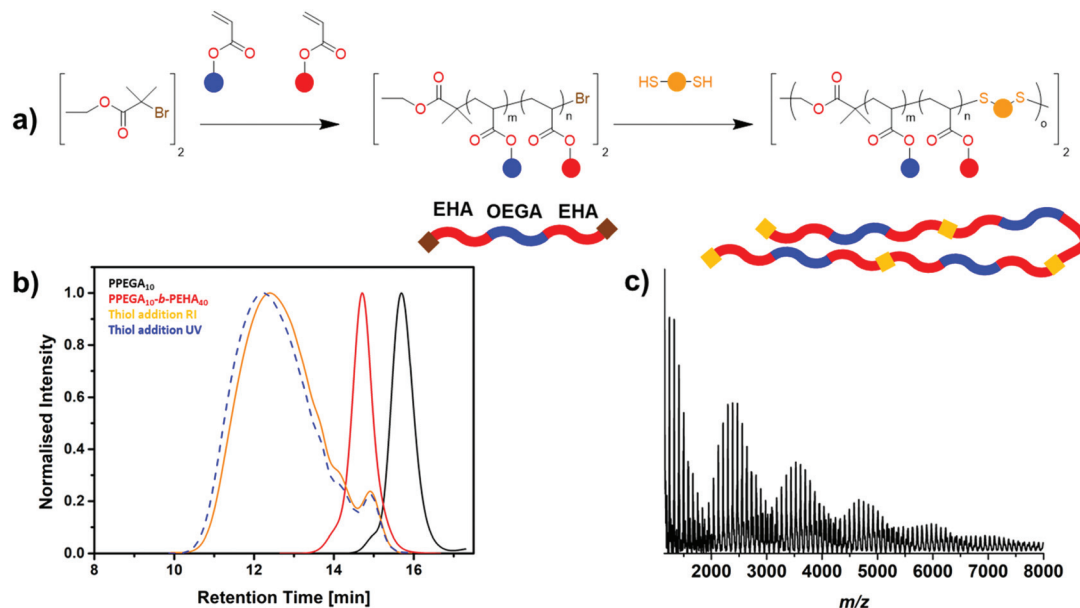 a)
O
O
Br
2
O
O
O
O
O
O
m
n
Br
O
O
O
O
2
HS
SH
O
O
m
n
S
S
o
O
O
O
O
2
EHA OEGA EHA
b)
PPEGA₁₀
PPEGA₁₀-b-PEHA₄₀
Thiol addition RI
Thiol addition UV
Normalised Intensity
1.0
0.8
0.6
0.4
0.2
0.0
8 10 12 14 16
Retention Time [min]
c)
2000 3000 4000 5000 6000 7000 8000
m/z